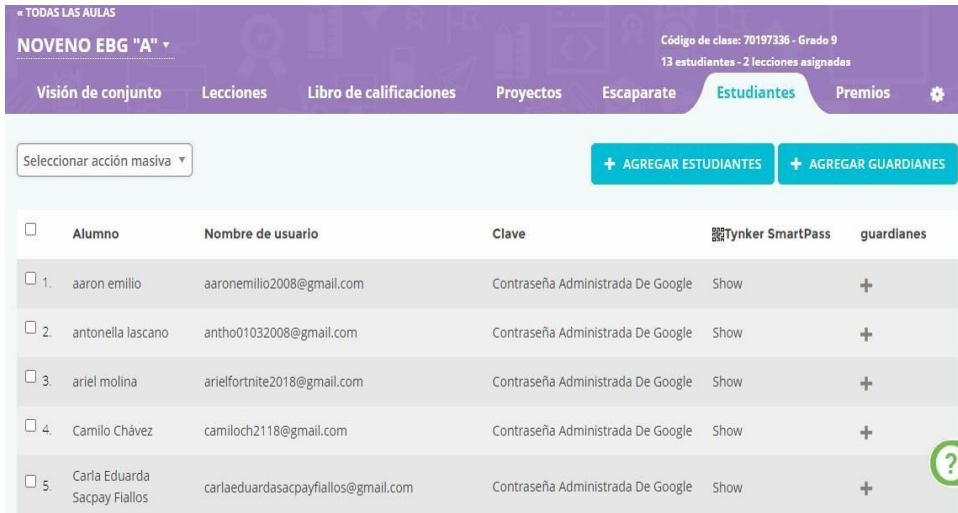 « TODAS LAS AULAS
NOVENO EBG "A"
Código de clase: 70197336 - Grado 9
13 estudiantes - 2 lecciones asignadas
Visión de conjunto Lecciones Libro de calificaciones Proyectos Escaparate Estudiantes Premios
Seleccionar acción masiva
+ AGREGAR ESTUDIANTES + AGREGAR GUARDIANES
Alumno Nombre de usuario Clave Tynker SmartPass guardianes
1. aaron emilio aaronemilio2008@gmail.com Contraseña Administrada De Google Show +
2. antonella lascano antho01032008@gmail.com Contraseña Administrada De Google Show +
3. ariel molina arielfortnite2018@gmail.com Contraseña Administrada De Google Show +
4. Camilo Chávez camiloch2118@gmail.com Contraseña Administrada De Google Show +
5. Carla Eduarda Sacpay Fiallos carlaeduardasacpayfiallos@gmail.com Contraseña Administrada De Google Show +
?